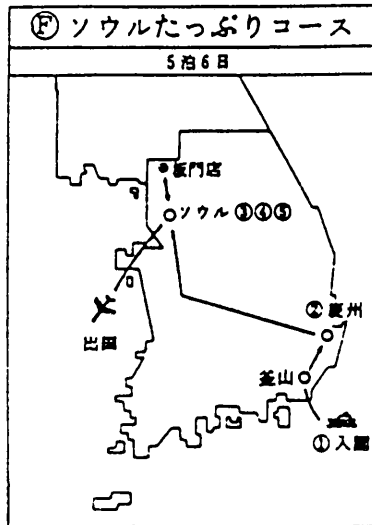 Ⓕソウルたっぷりコース
5泊6日
板門店
ソウル ③④⑤
出国
②慶州
釜山
①入国